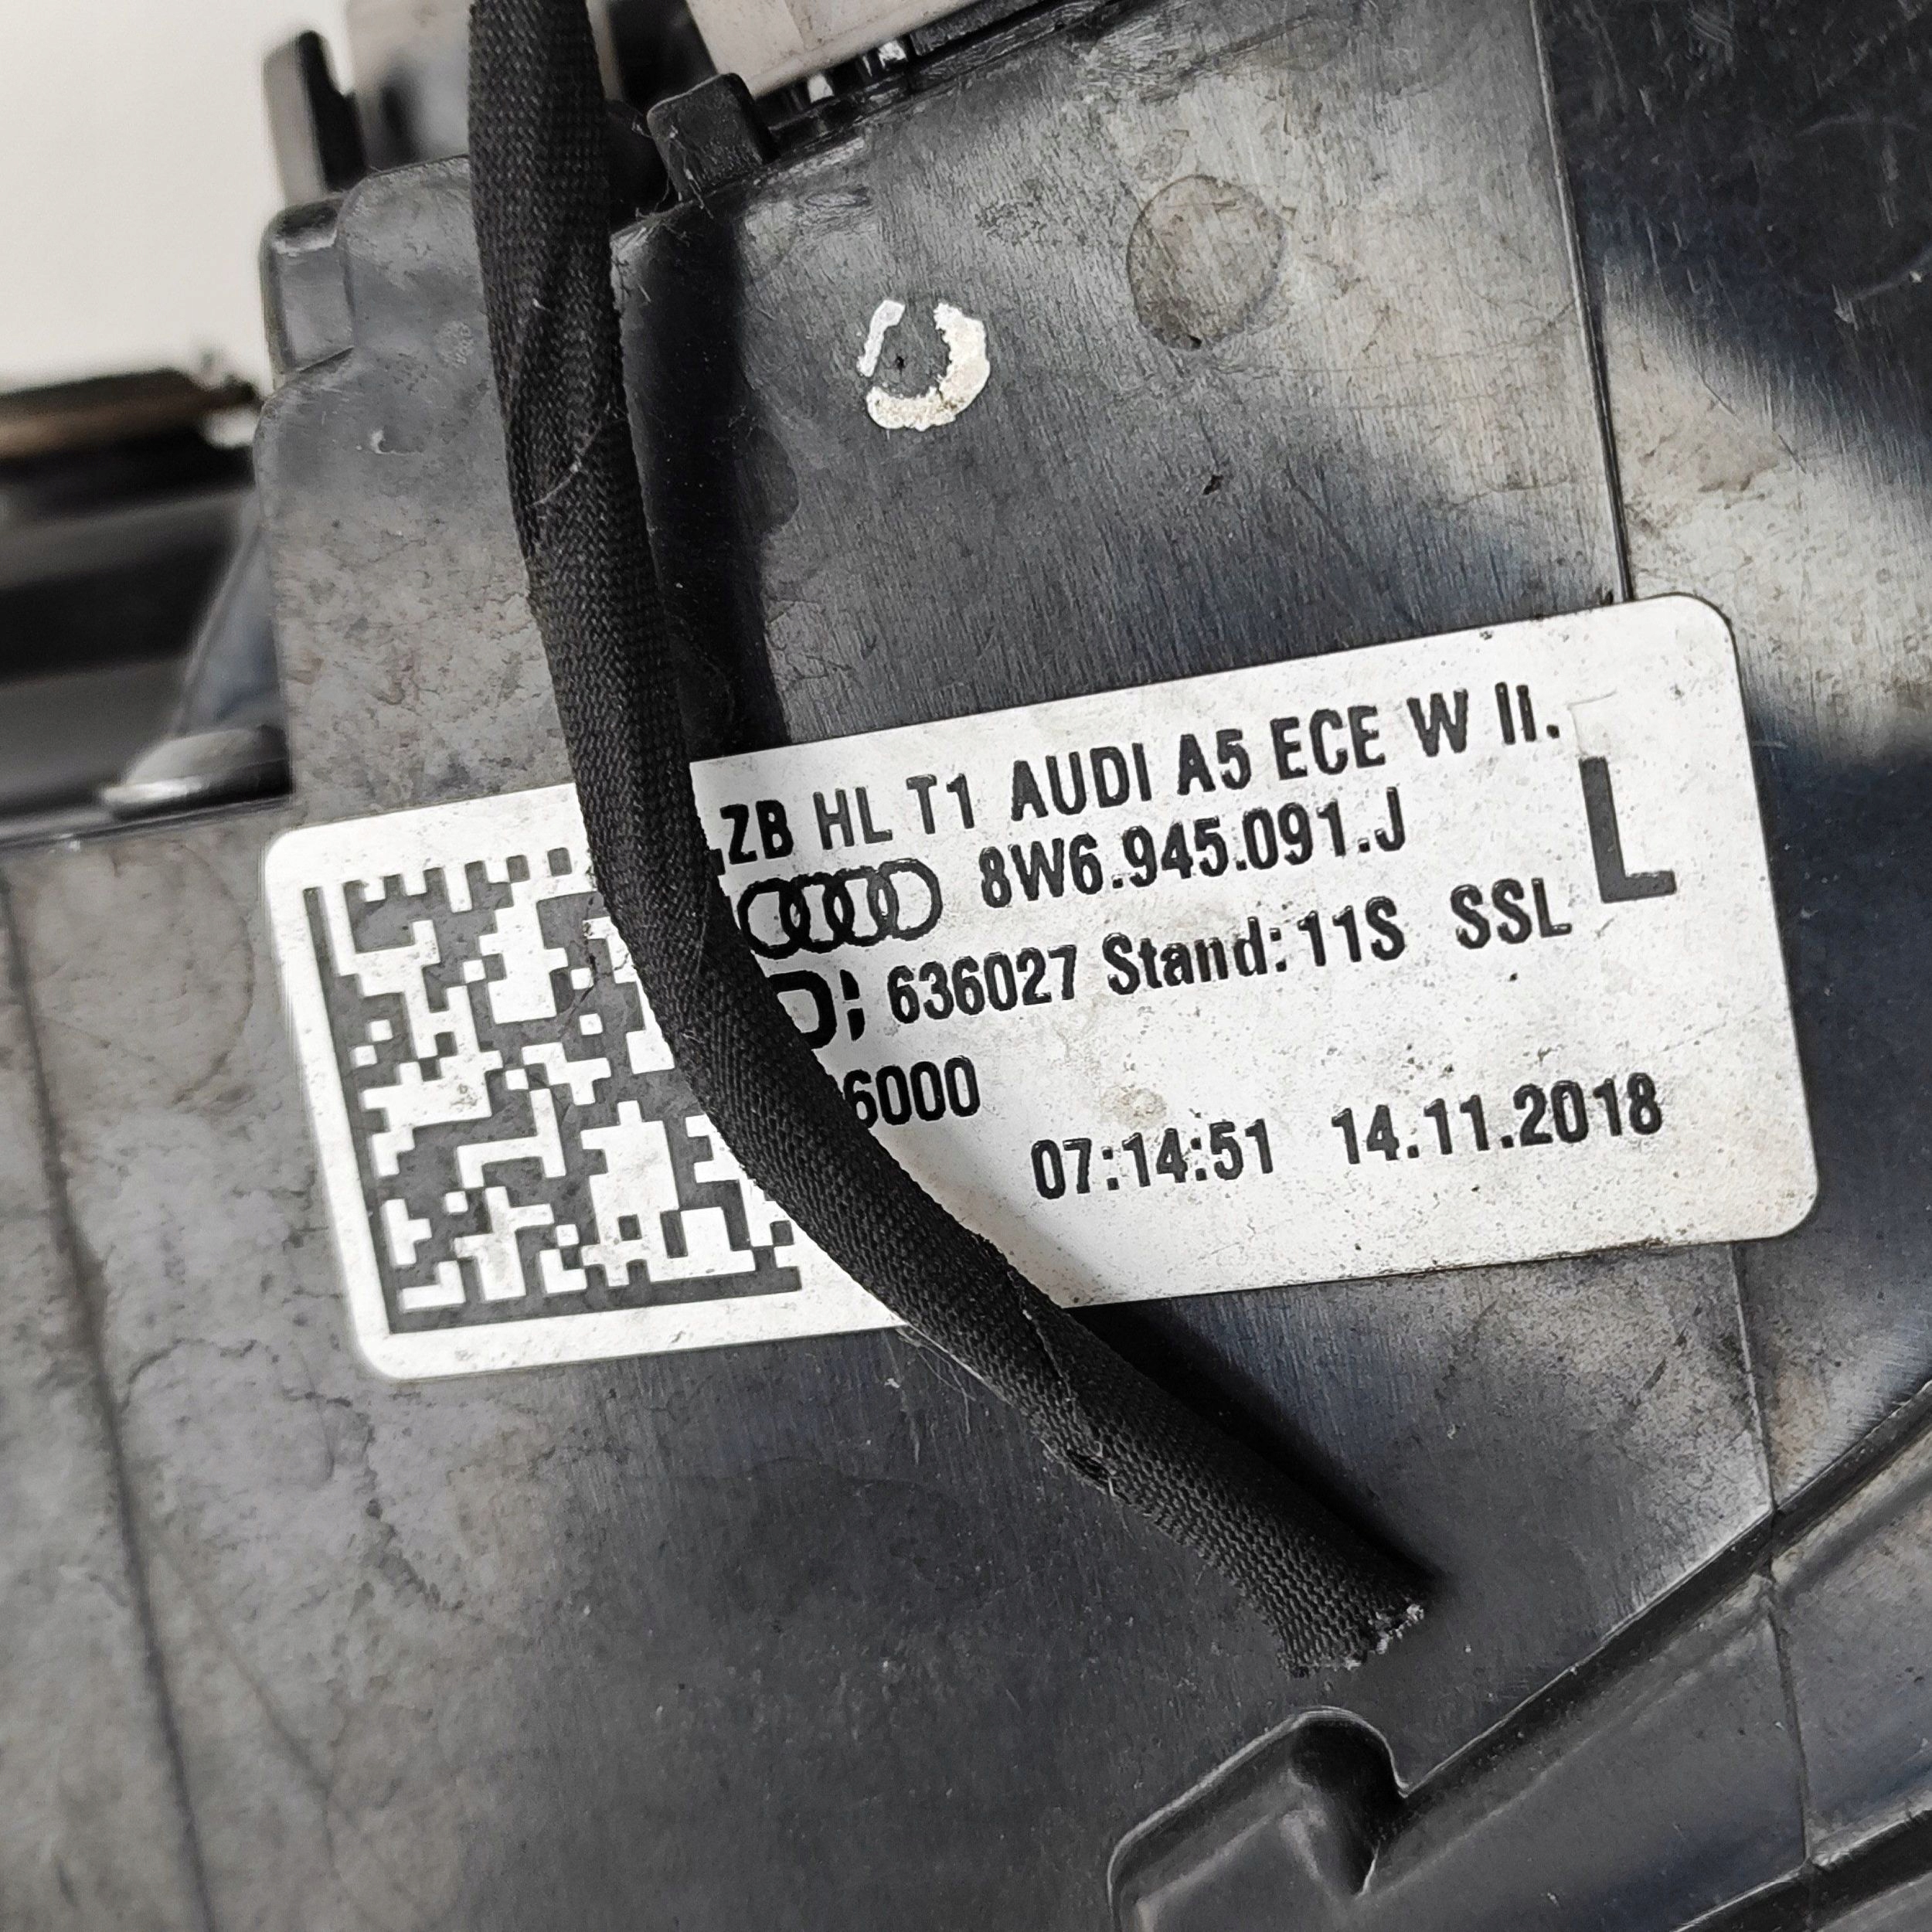 ZB HL T1 AUDI A5 ECE W II.
8W6.945.091.J
L
636027 Stand: 11S SSL
6000
07:14:51 14.11.2018